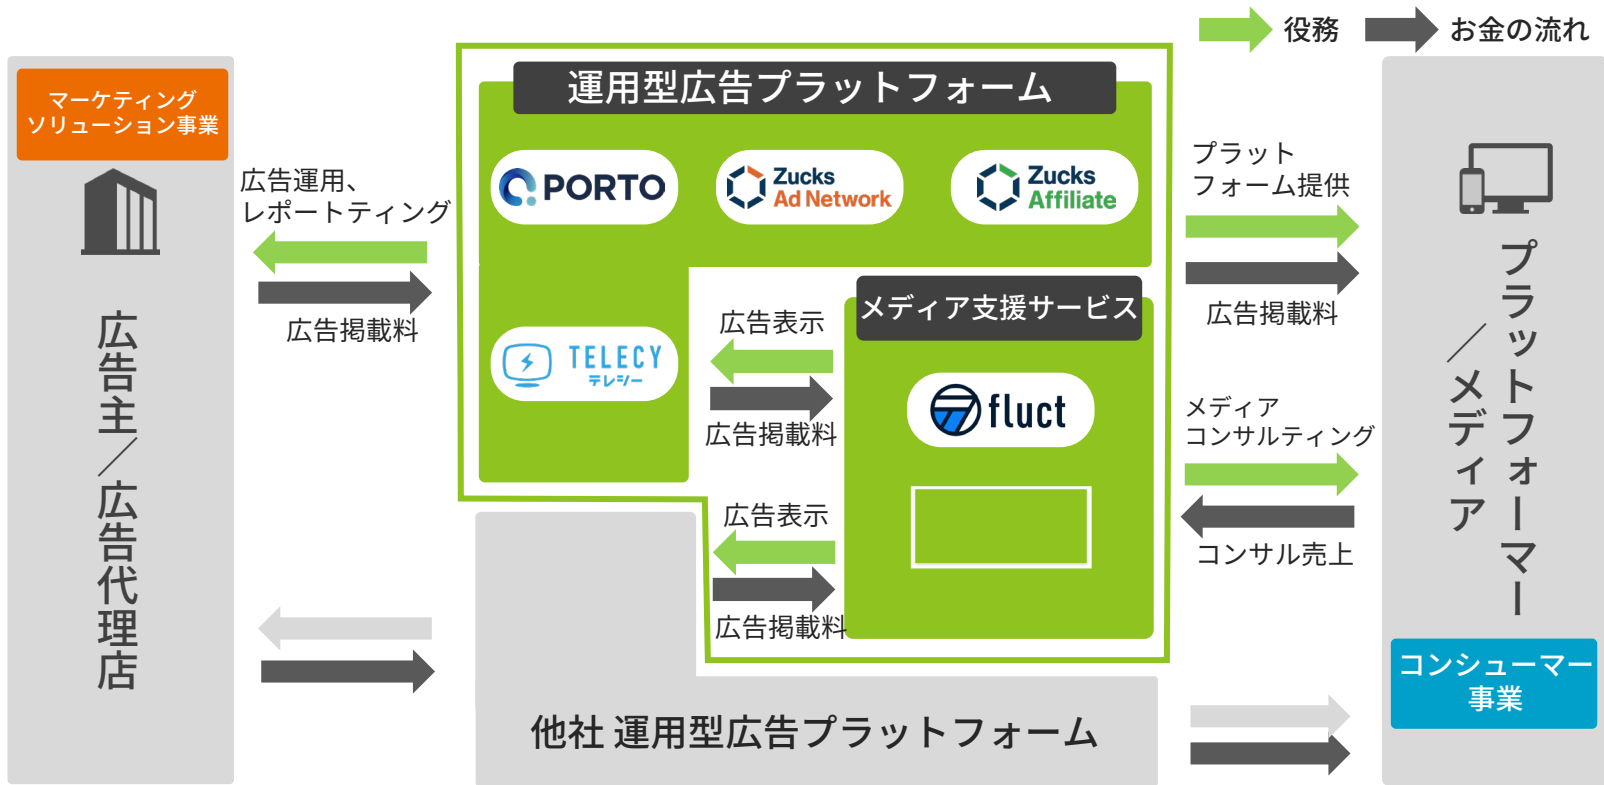 役務
お金の流れ
マーケティング
ソリューション事業
広告主／広告代理店
広告運用、
レポートティング
広告掲載料
運用型広告プラットフォーム
PORTO
Zucks
Ad Network
Zucks
Affiliate
TELECY
テレシー
広告表示
広告掲載料
メディア支援サービス
fluct
広告表示
広告掲載料
他社 運用型広告プラットフォーム
プラット
フォーム提供
広告掲載料
メディア
コンサルティング
コンサル売上
プラットフォーマー
／メディア
コンシューマー
事業